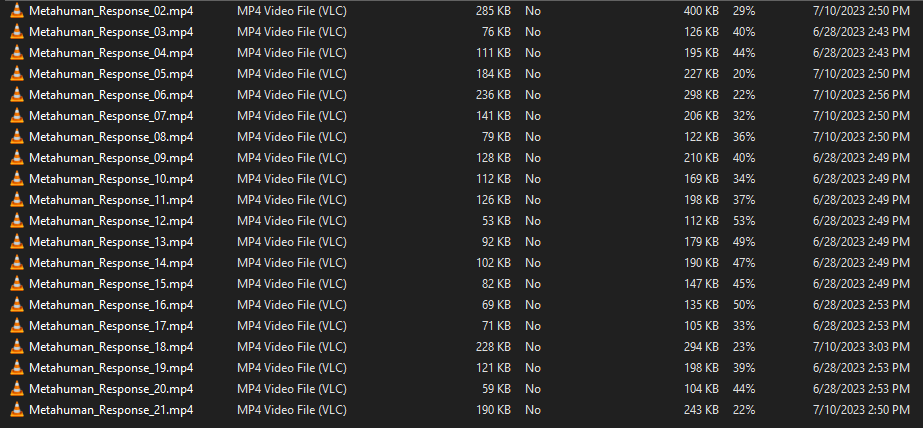 Metahuman_Response_02.mp4 MP4 Video File (VLC) 285 KB No 400 KB 29% 7/10/2023 2:50 PM
Metahuman_Response_03.mp4 MP4 Video File (VLC) 76 KB No 126 KB 40% 6/28/2023 2:43 PM
Metahuman_Response_04.mp4 MP4 Video File (VLC) 111 KB No 195 KB 44% 6/28/2023 2:43 PM
Metahuman_Response_05.mp4 MP4 Video File (VLC) 184 KB No 227 KB 20% 7/10/2023 2:50 PM
Metahuman_Response_06.mp4 MP4 Video File (VLC) 236 KB No 298 KB 22% 7/10/2023 2:56 PM
Metahuman_Response_07.mp4 MP4 Video File (VLC) 141 KB No 206 KB 32% 7/10/2023 2:50 PM
Metahuman_Response_08.mp4 MP4 Video File (VLC) 79 KB No 122 KB 36% 7/10/2023 2:50 PM
Metahuman_Response_09.mp4 MP4 Video File (VLC) 128 KB No 210 KB 40% 6/28/2023 2:49 PM
Metahuman_Response_10.mp4 MP4 Video File (VLC) 112 KB No 169 KB 34% 6/28/2023 2:49 PM
Metahuman_Response_11.mp4 MP4 Video File (VLC) 126 KB No 198 KB 37% 6/28/2023 2:49 PM
Metahuman_Response_12.mp4 MP4 Video File (VLC) 53 KB No 112 KB 53% 6/28/2023 2:49 PM
Metahuman_Response_13.mp4 MP4 Video File (VLC) 92 KB No 179 KB 49% 6/28/2023 2:49 PM
Metahuman_Response_14.mp4 MP4 Video File (VLC) 102 KB No 190 KB 47% 6/28/2023 2:49 PM
Metahuman_Response_15.mp4 MP4 Video File (VLC) 82 KB No 147 KB 45% 6/28/2023 2:49 PM
Metahuman_Response_16.mp4 MP4 Video File (VLC) 69 KB No 135 KB 50% 6/28/2023 2:53 PM
Metahuman_Response_17.mp4 MP4 Video File (VLC) 71 KB No 105 KB 33% 6/28/2023 2:53 PM
Metahuman_Response_18.mp4 MP4 Video File (VLC) 228 KB No 294 KB 23% 7/10/2023 3:03 PM
Metahuman_Response_19.mp4 MP4 Video File (VLC) 121 KB No 198 KB 39% 6/28/2023 2:53 PM
Metahuman_Response_20.mp4 MP4 Video File (VLC) 59 KB No 104 KB 44% 6/28/2023 2:53 PM
Metahuman_Response_21.mp4 MP4 Video File (VLC) 190 KB No 243 KB 22% 7/10/2023 2:50 PM